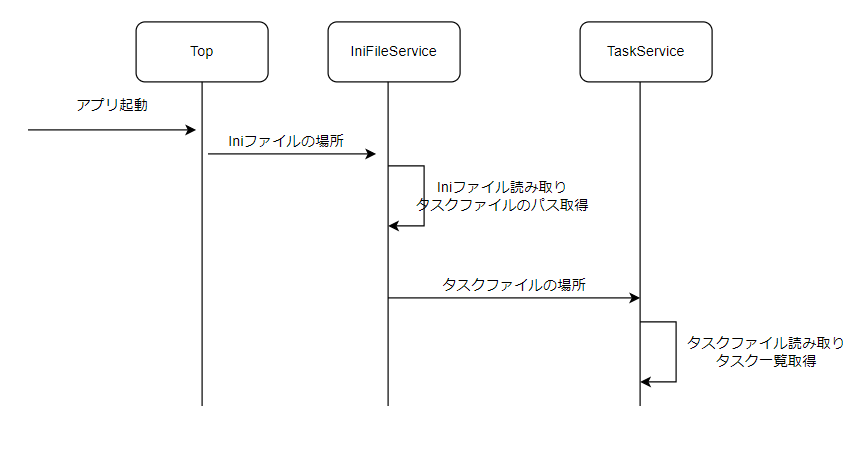 Top
IniFileService
TaskService
アプリ起動
Iniファイルの場所
Iniファイル読み取り
タスクファイルのパス取得
タスクファイルの場所
タスクファイル読み取り
タスク一覧取得